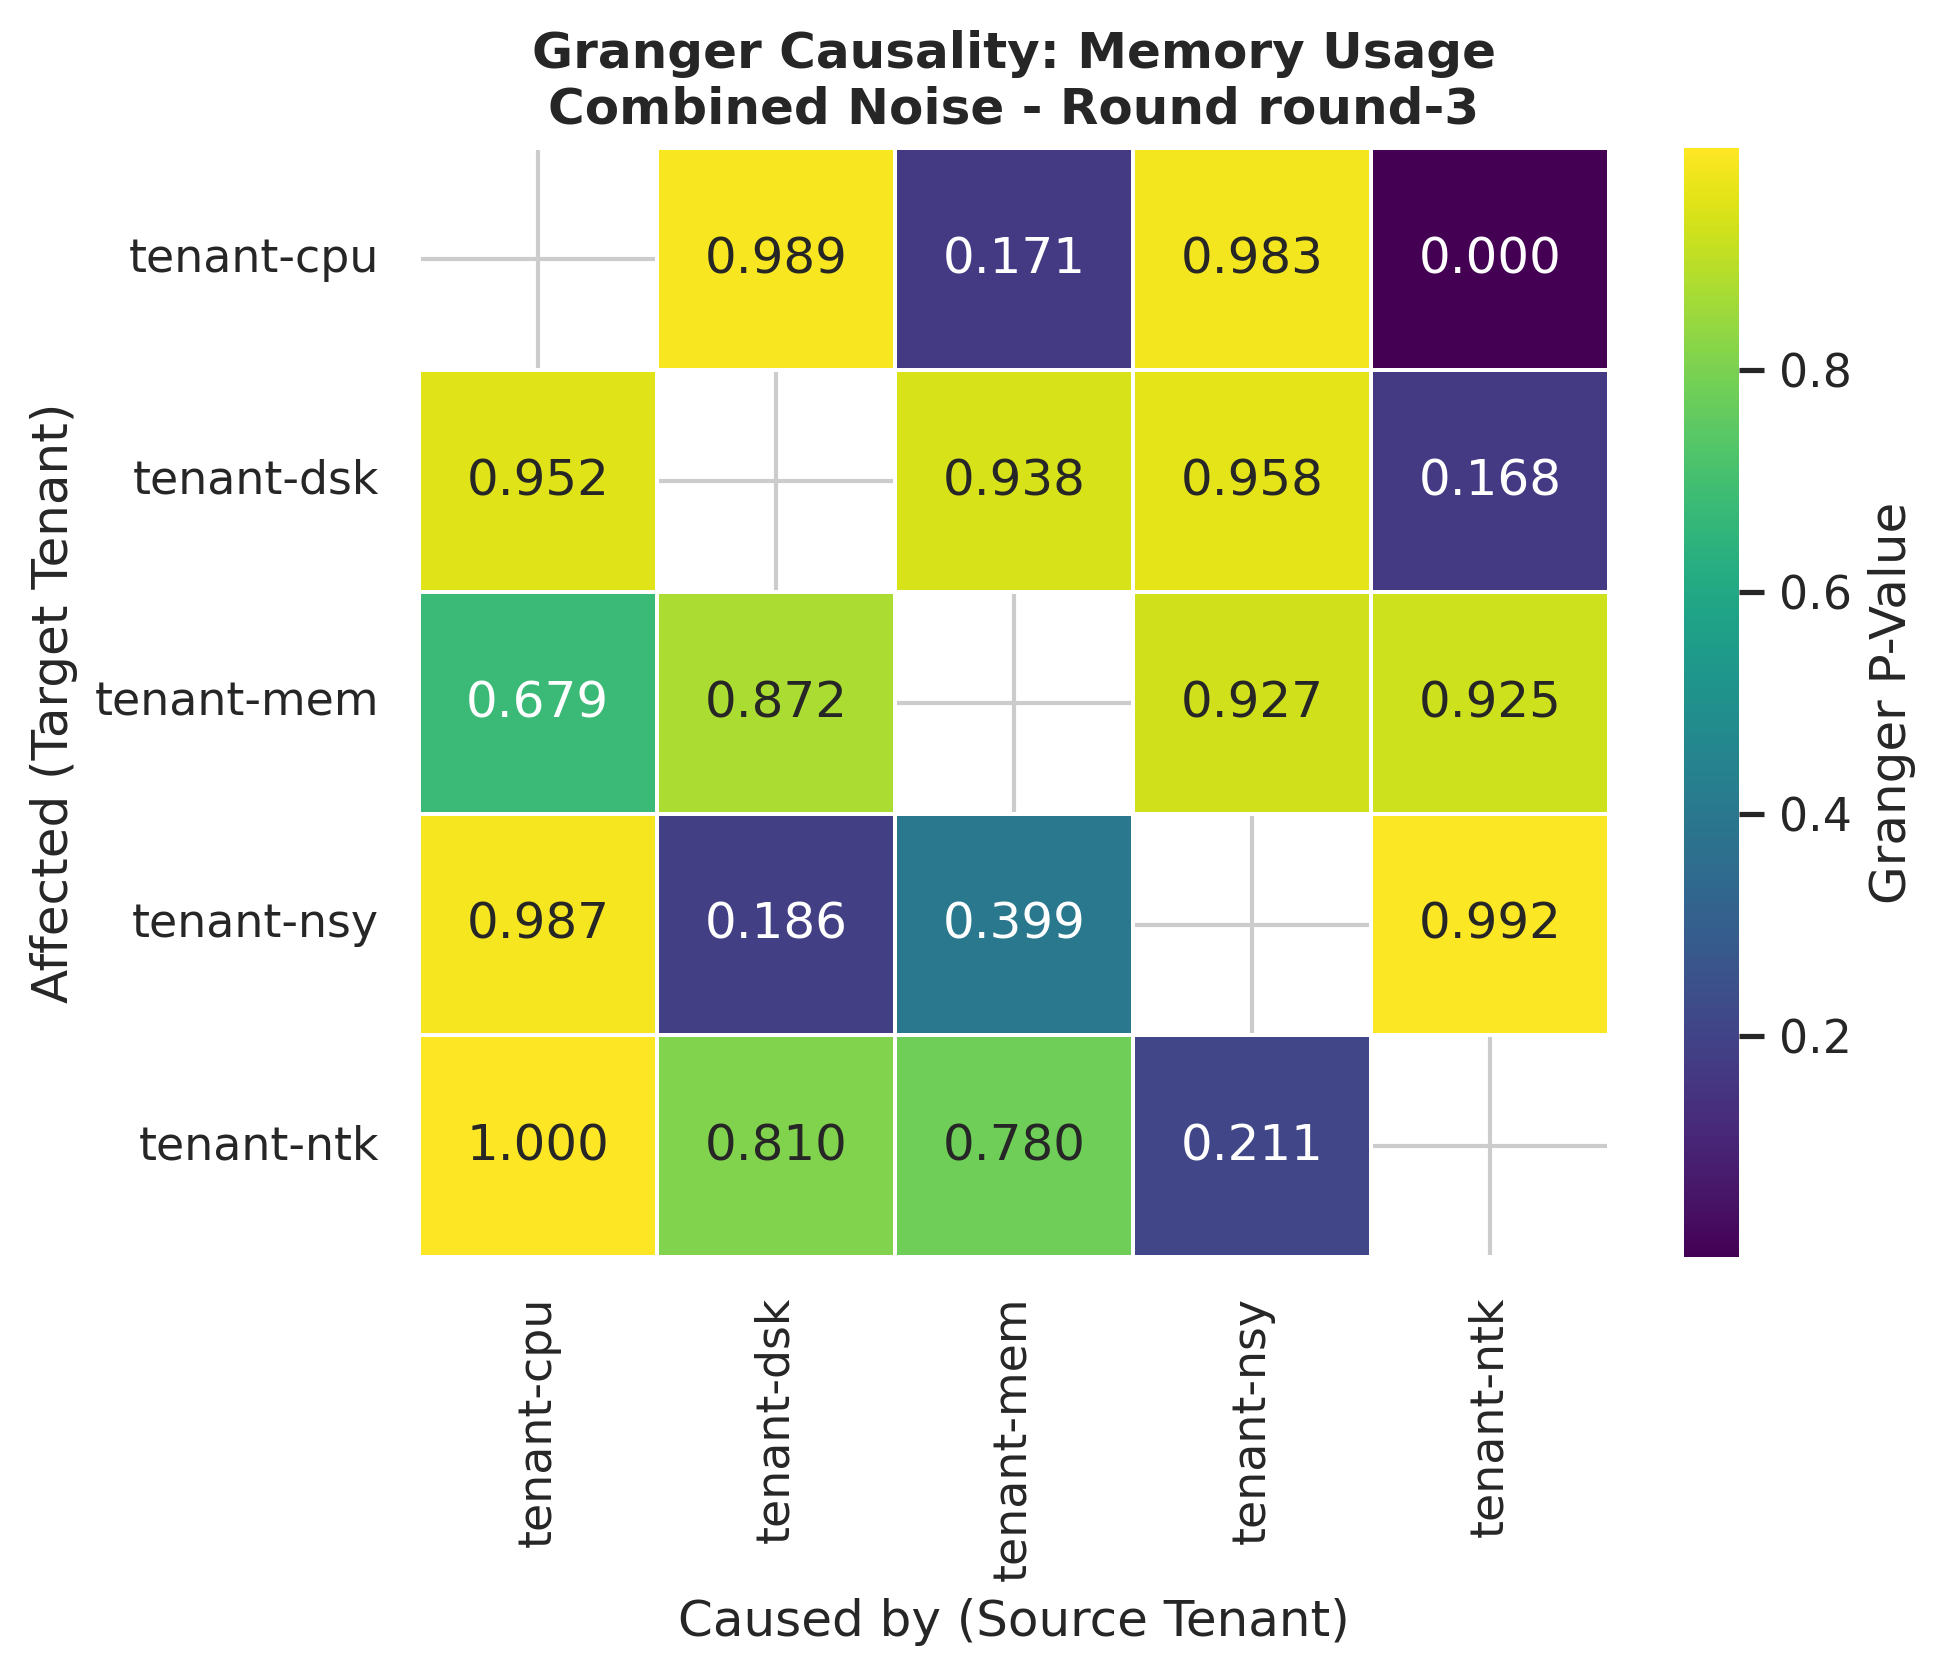 Granger Causality: Memory Usage
Combined Noise - Round round-3
Affected (Target Tenant)
tenant-cpu
0.989
0.171
0.983
0.000
tenant-dsk
0.952
0.938
0.958
0.168
tenant-mem
0.679
0.872
0.927
0.925
tenant-nsy
0.987
0.186
0.399
0.992
tenant-ntk
1.000
0.810
0.780
0.211
tenant-cpu
tenant-dsk
tenant-mem
tenant-nsy
tenant-ntk
Caused by (Source Tenant)
0.8
0.6
0.4
0.2
Granger P-Value